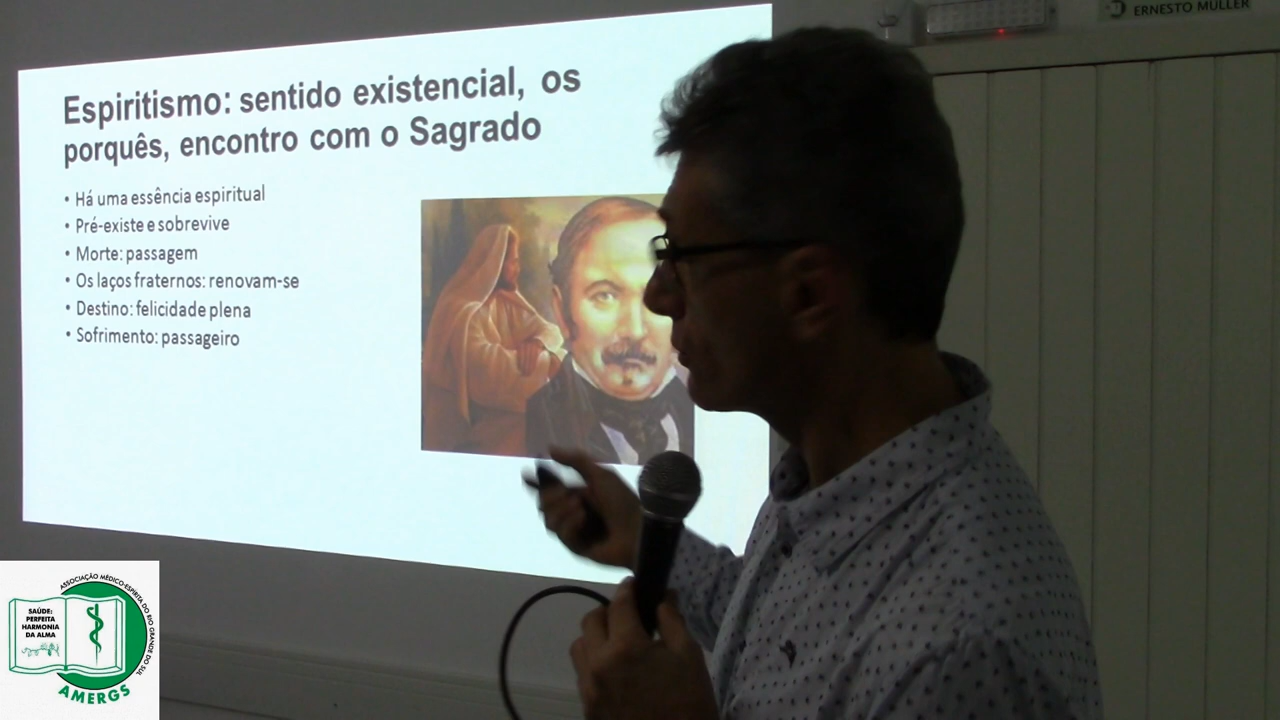 ERNESTO MÜLLER
Espiritismo: sentido existencial, os
porquês, encontro com o Sagrado
• Há uma essência espiritual
• Pré-existe e sobrevive
• Morte: passagem
• Os laços fraternos: renovam-se
• Destino: felicidade plena
• Sofrimento: passageiro
ASSOCIAÇÃO MÉDICO-ESPÍRITA DO RIO GRANDE DO SUL
SAÚDE:
PERFEITA
HARMONIA
DA ALMA
AMERGS